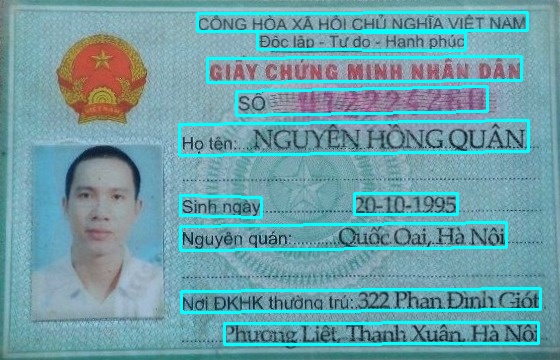 CỘNG HÒA XÃ HỘI CHỦ NGHĨA VIỆT NAM
Độc lập - Tự do - Hạnh phúc
GIẤY CHỨNG MINH NHÂN DÂN
SỐ
Họ tên: NGUYỄN HỒNG QUÂN
Sinh ngày 20-10-1995
Nguyên quán: Quốc Oai, Hà Nội
Nơi ĐKHK thường trú: 322 Phan Đình Giót
Phương Liệt, Thanh Xuân, Hà Nội